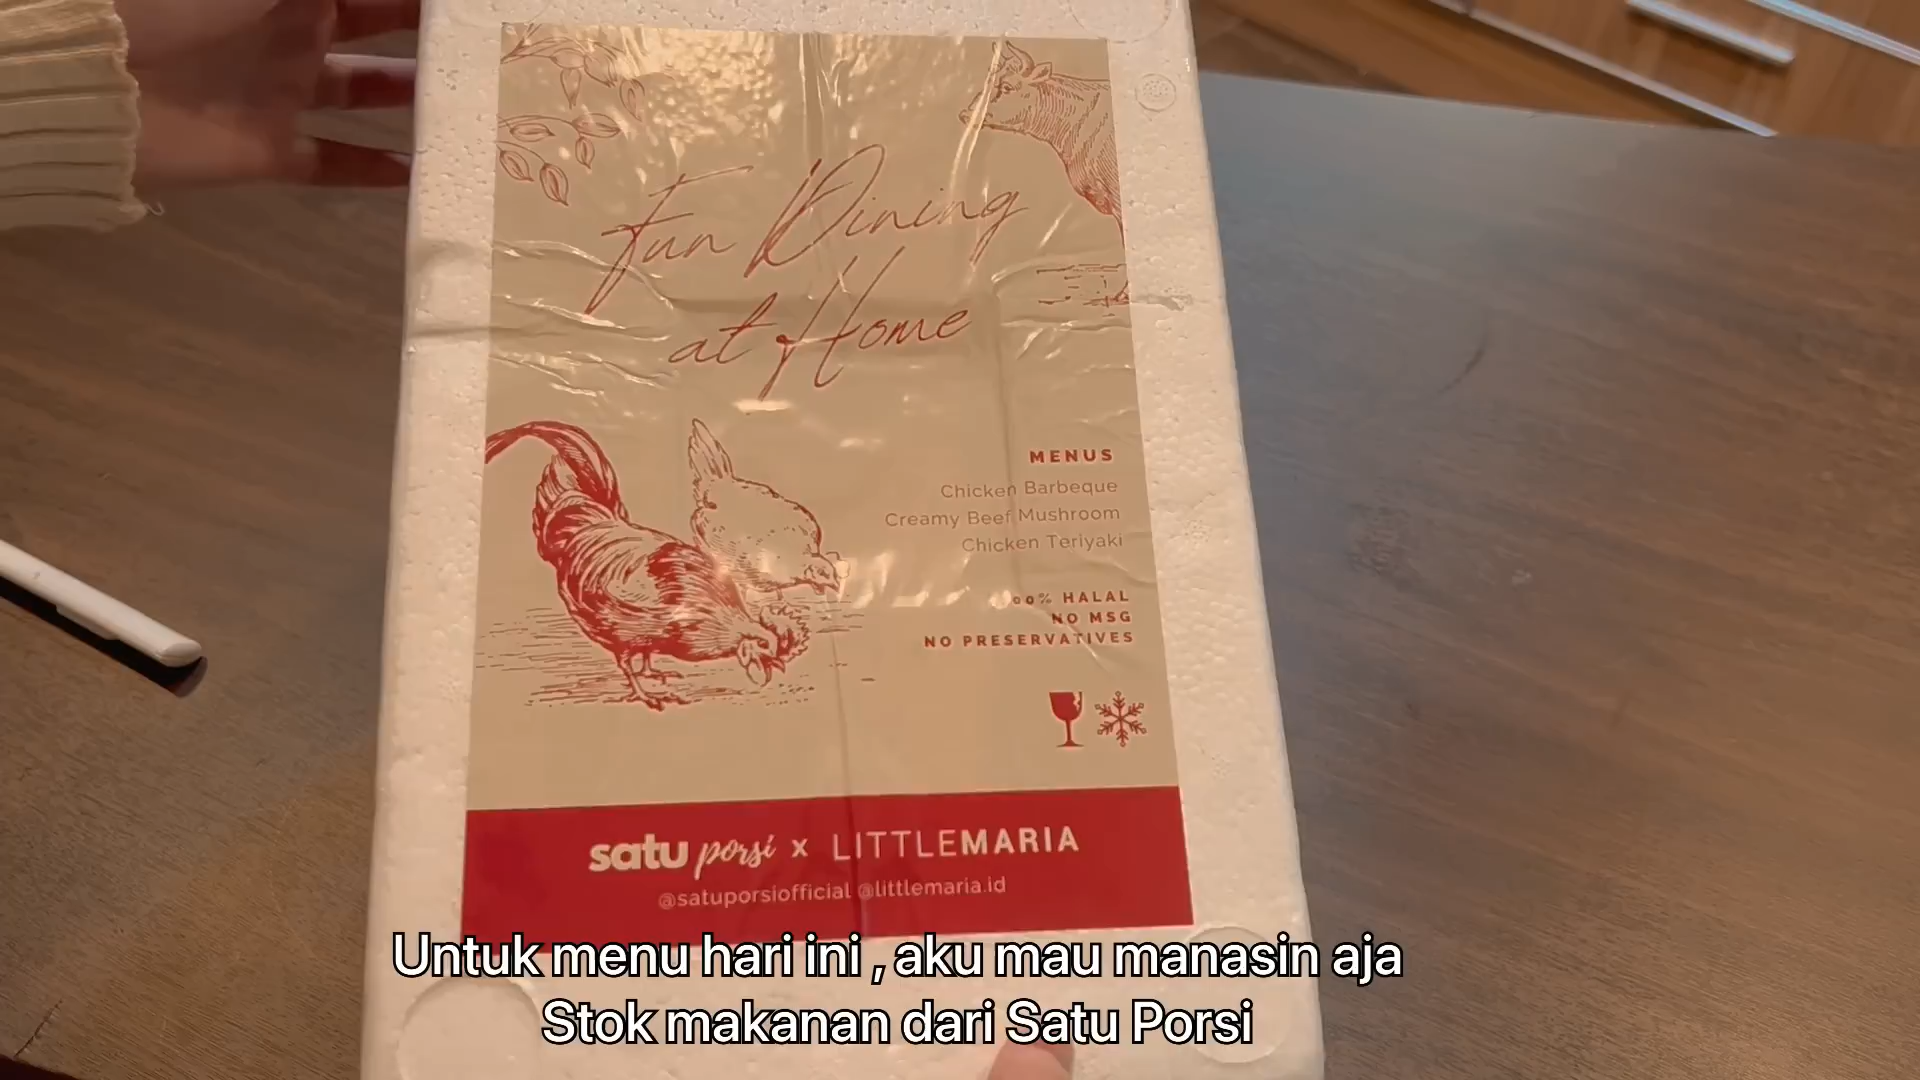 Fun Dining
at Home
MENUS
Chicken Barbeque
Creamy Beef Mushroom
Chicken Teriyaki
00% HALAL
NO MSG
NO PRESERVATIVES
satu porsi x LITTLEMARIA
@satuporsiofficial @littlemaria.id
Untuk menu hari ini , aku mau manasin aja
Stok makanan dari Satu Porsi